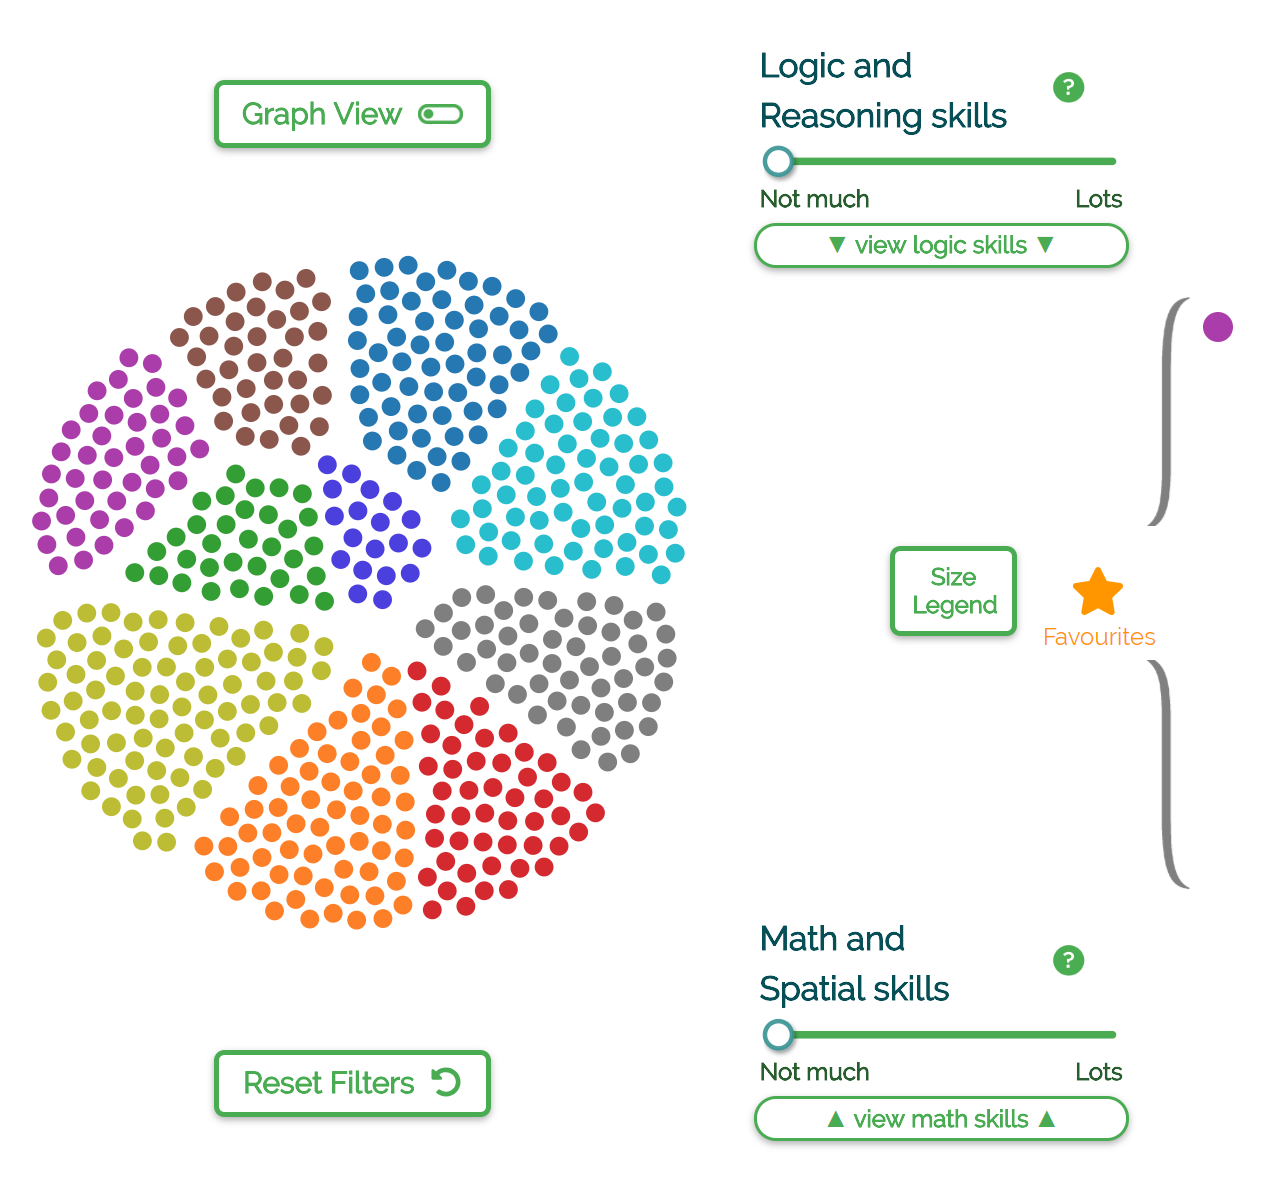 Graph View
Logic and
Reasoning skills
?
Not much
Lots
▼ view logic skills ▼
Size
Legend
Favourites
Math and
Spatial skills
?
Not much
Lots
▲ view math skills ▲
Reset Filters